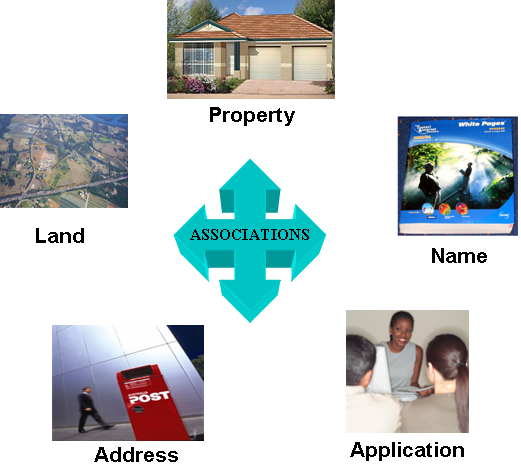 Property
White Pages
Land
ASSOCIATIONS
Name
POST
Address
Application